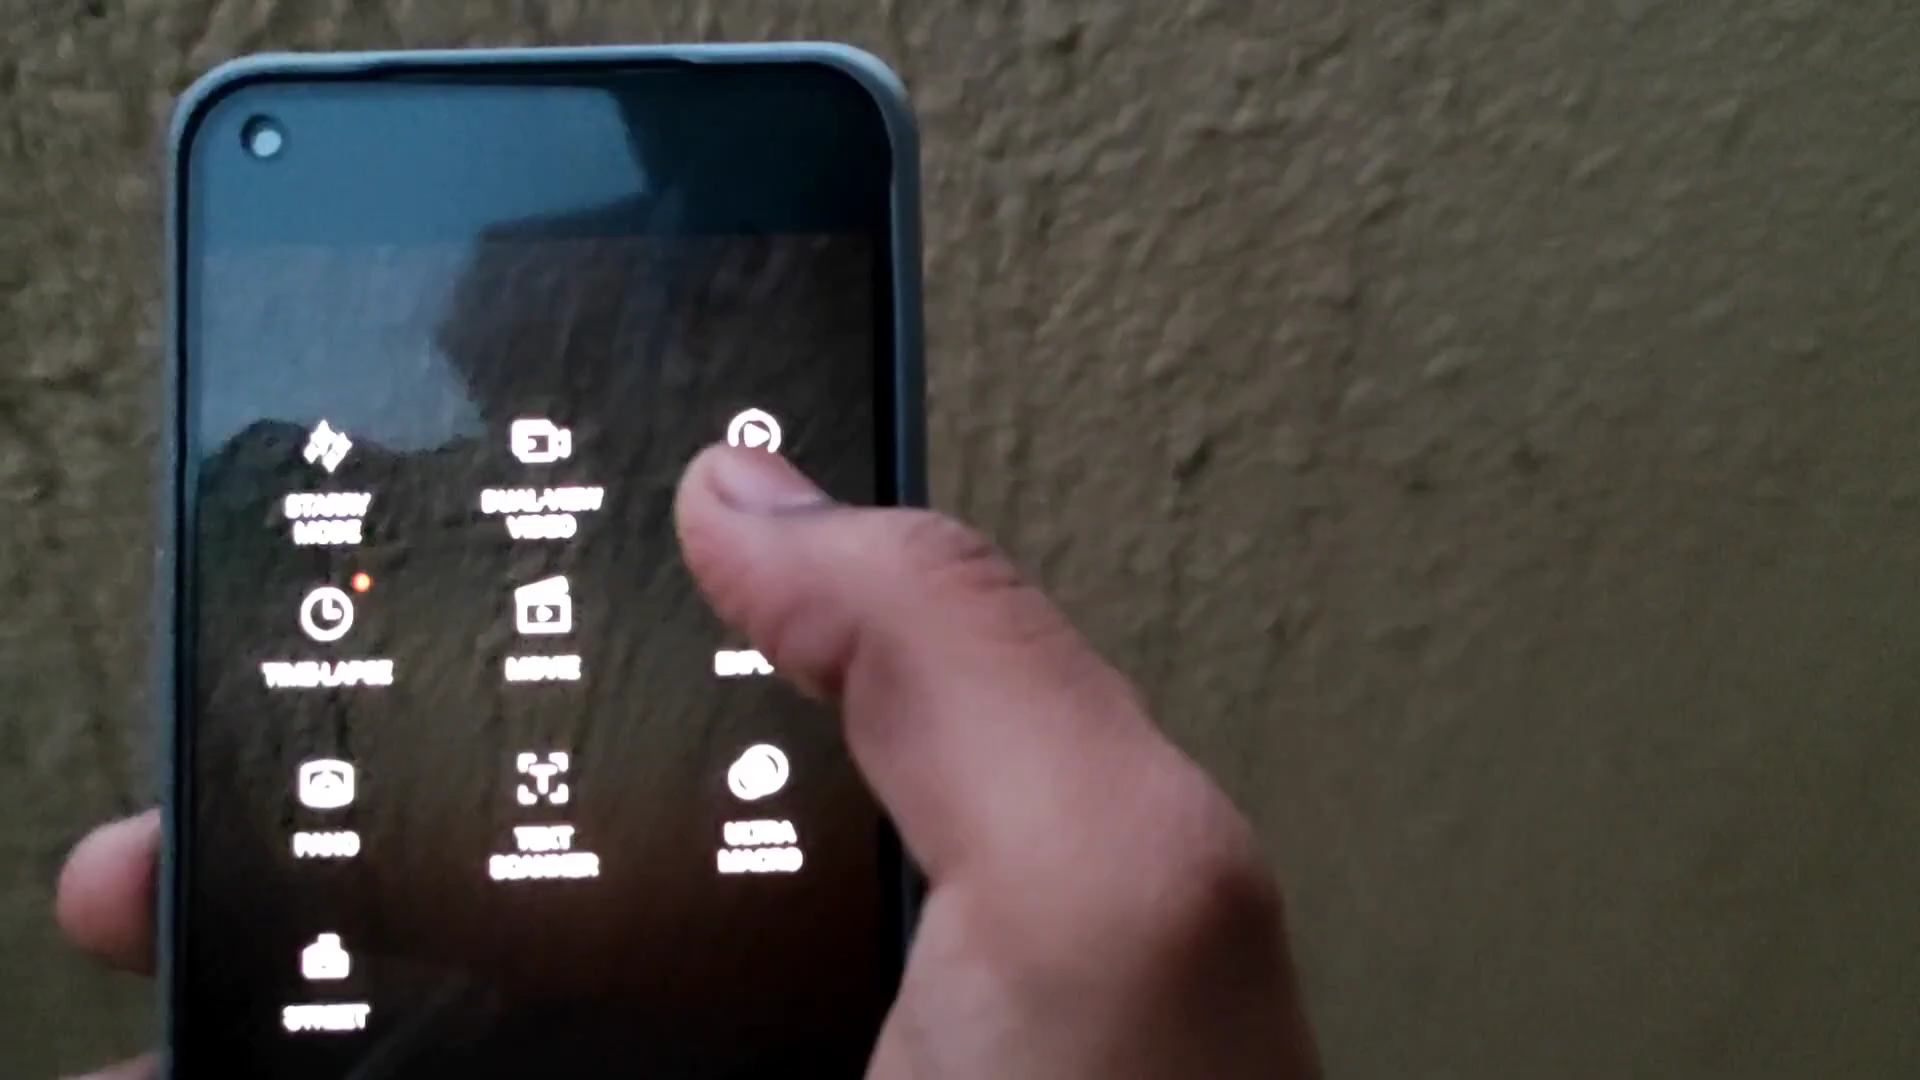 STARRY
MODE
DUAL-VIEW
VIDEO
TIME-LAPSE
MOVIE
PANO
TEXT
SCANNER
ULTRA
MACRO
STREET